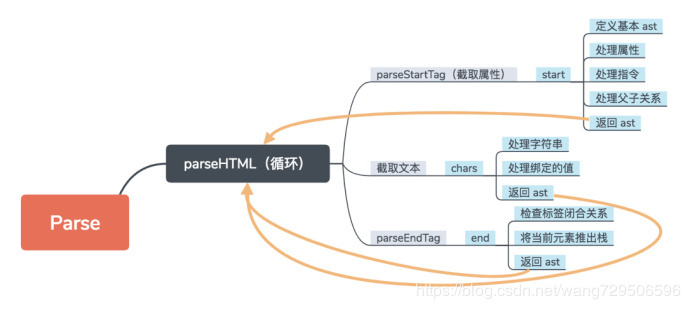 Parse
parseHTML（循环）
parseStartTag（截取属性）
start
定义基本 ast
处理属性
处理指令
处理父子关系
返回 ast
截取文本
chars
处理字符串
处理绑定的值
返回 ast
parseEndTag
end
检查标签闭合关系
将当前元素推出栈
返回 ast
https://blog.csdn.net/wang729506596